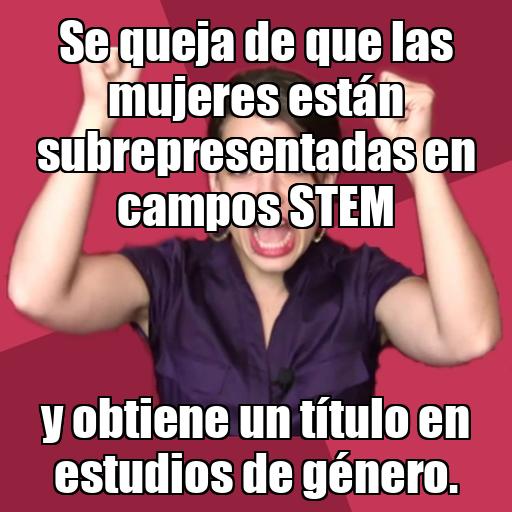 Se queja de que las
mujeres están
subrepresentadas en
campos STEM
y obtiene un título en
estudios de género.